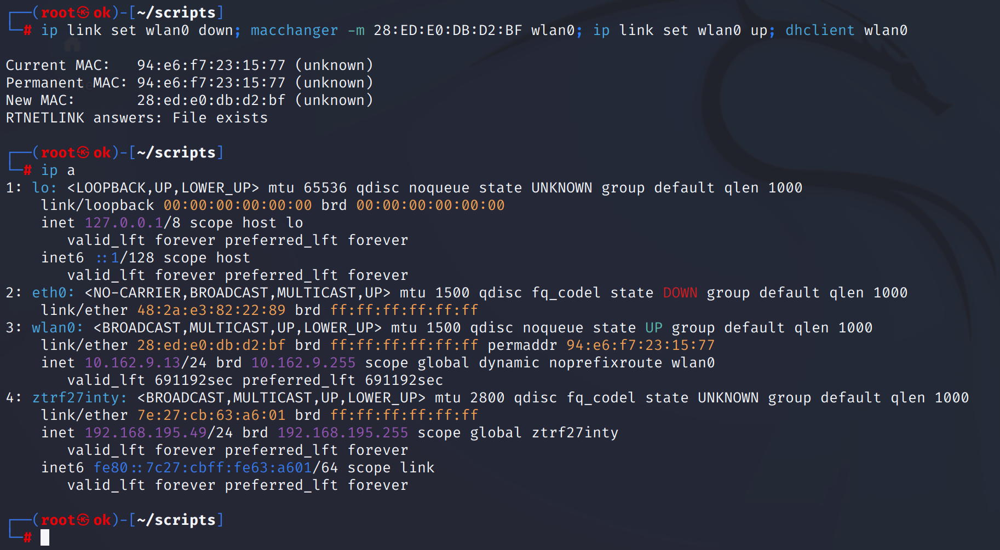 ┌──(root㉿ok)-[~/scripts]
└─# ip link set wlan0 down; macchanger -m 28:ED:E0:DB:D2:BF wlan0; ip link set wlan0 up; dhclient wlan0
Current MAC:   94:e6:f7:23:15:77 (unknown)
Permanent MAC: 94:e6:f7:23:15:77 (unknown)
New MAC:       28:ed:e0:db:d2:bf (unknown)
RTNETLINK answers: File exists
┌──(root㉿ok)-[~/scripts]
└─# ip a
1: lo: <LOOPBACK,UP,LOWER_UP> mtu 65536 qdisc noqueue state UNKNOWN group default qlen 1000
    link/loopback 00:00:00:00:00:00 brd 00:00:00:00:00:00
    inet 127.0.0.1/8 scope host lo
       valid_lft forever preferred_lft forever
    inet6 ::1/128 scope host
       valid_lft forever preferred_lft forever
2: eth0: <NO-CARRIER,BROADCAST,MULTICAST,UP> mtu 1500 qdisc fq_codel state DOWN group default qlen 1000
    link/ether 48:2a:e3:82:22:89 brd ff:ff:ff:ff:ff:ff
3: wlan0: <BROADCAST,MULTICAST,UP,LOWER_UP> mtu 1500 qdisc noqueue state UP group default qlen 1000
    link/ether 28:ed:e0:db:d2:bf brd ff:ff:ff:ff:ff:ff permaddr 94:e6:f7:23:15:77
    inet 10.162.9.13/24 brd 10.162.9.255 scope global dynamic noprefixroute wlan0
       valid_lft 691192sec preferred_lft 691192sec
4: ztrf27inty: <BROADCAST,MULTICAST,UP,LOWER_UP> mtu 2800 qdisc fq_codel state UNKNOWN group default qlen 1000
    link/ether 7e:27:cb:63:a6:01 brd ff:ff:ff:ff:ff:ff
    inet 192.168.195.49/24 brd 192.168.195.255 scope global ztrf27inty
       valid_lft forever preferred_lft forever
    inet6 fe80::7c27:cbff:fe63:a601/64 scope link
       valid_lft forever preferred_lft forever
┌──(root㉿ok)-[~/scripts]
└─#